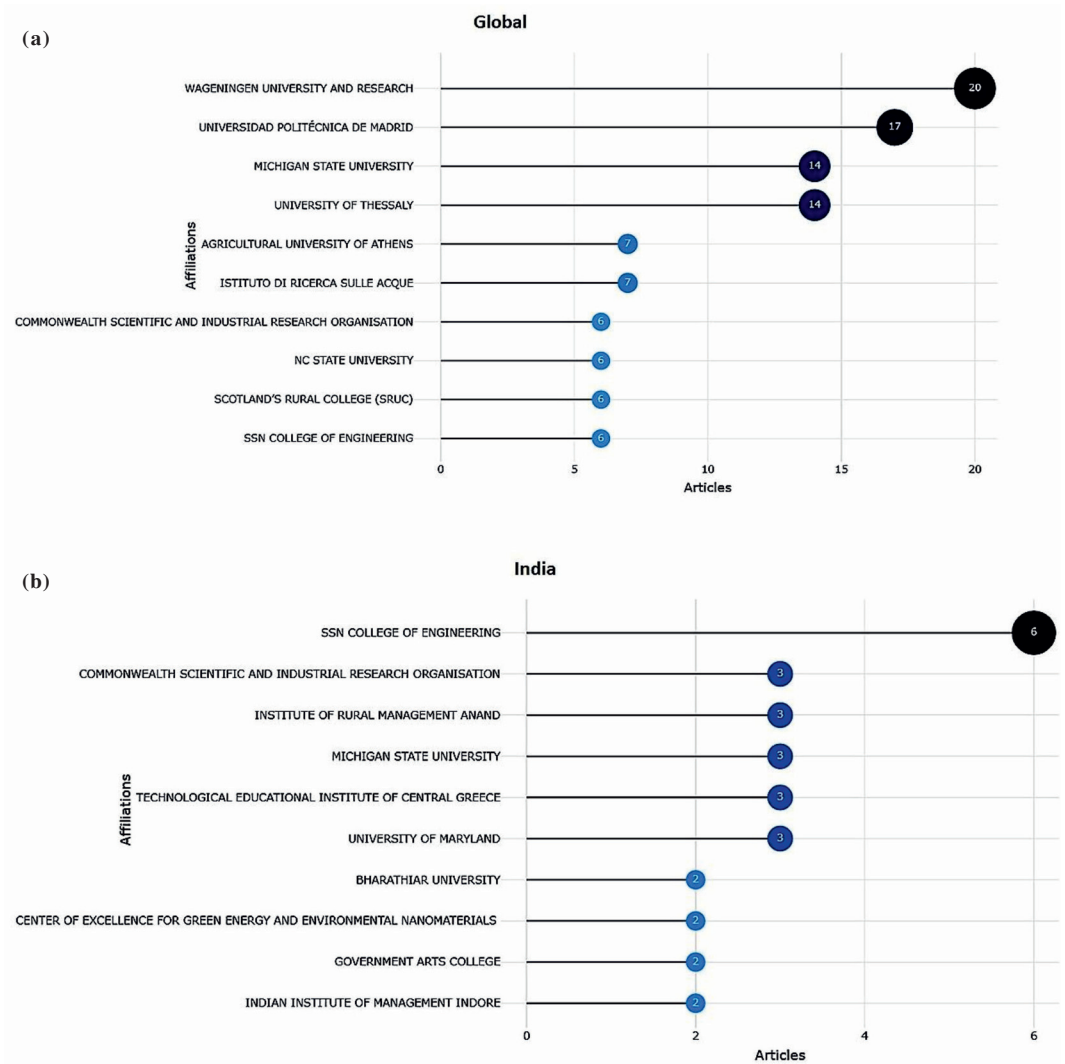 Global
(a)
WAGENINGEN UNIVERSITY AND RESEARCH
20
UNIVERSIDAD POLITÉCNICA DE MADRID
17
MICHIGAN STATE UNIVERSITY
14
UNIVERSITY OF THESSALY
14
AGRICULTURAL UNIVERSITY OF ATHENS
7
ISTITUTO DI RICERCA SULLE ACQUE
7
COMMONWEALTH SCIENTIFIC AND INDUSTRIAL RESEARCH ORGANISATION
6
NC STATE UNIVERSITY
6
SCOTLAND'S RURAL COLLEGE (SRUC)
6
SSN COLLEGE OF ENGINEERING
6
Affiliations
0 5 10 15 20
Articles
India
(b)
SSN COLLEGE OF ENGINEERING
6
COMMONWEALTH SCIENTIFIC AND INDUSTRIAL RESEARCH ORGANISATION
3
INSTITUTE OF RURAL MANAGEMENT ANAND
3
MICHIGAN STATE UNIVERSITY
3
TECHNOLOGICAL EDUCATIONAL INSTITUTE OF CENTRAL GREECE
3
UNIVERSITY OF MARYLAND
3
BHARATHIAR UNIVERSITY
2
CENTER OF EXCELLENCE FOR GREEN ENERGY AND ENVIRONMENTAL NANOMATERIALS
2
GOVERNMENT ARTS COLLEGE
2
INDIAN INSTITUTE OF MANAGEMENT INDORE
2
Affiliations
0 2 4 6
Articles